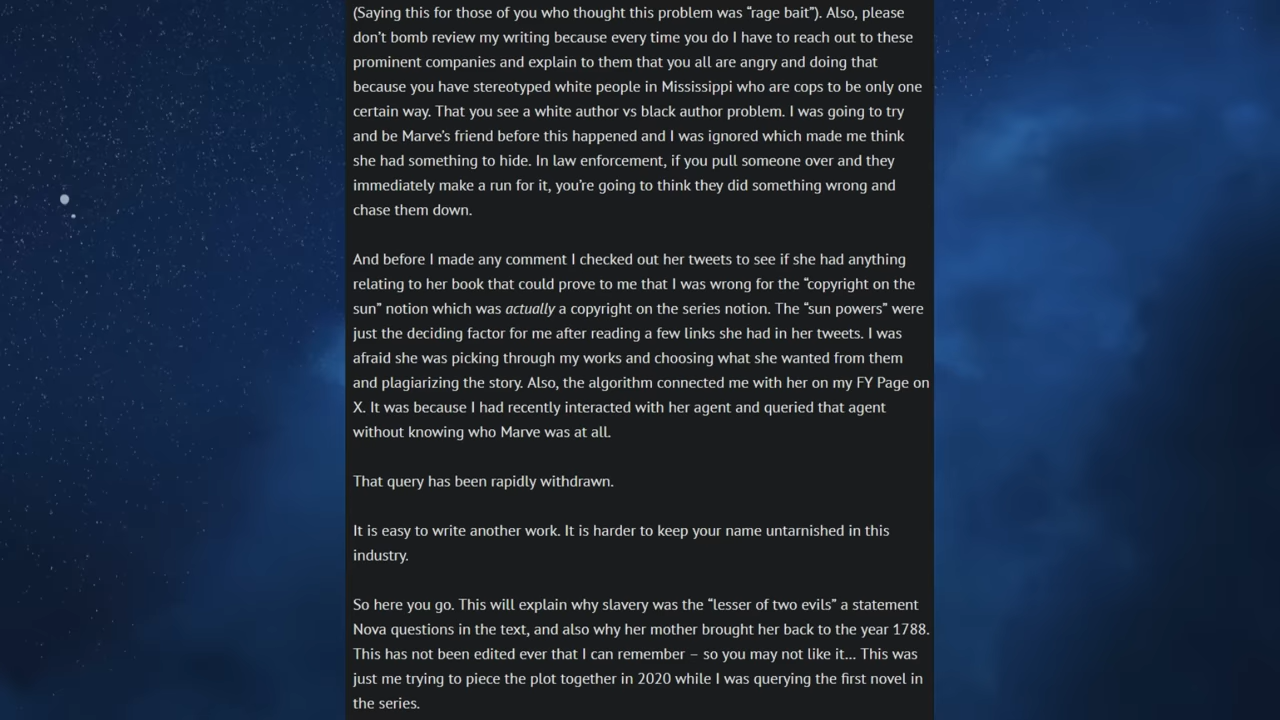 (Saying this for those of you who thought this problem was “rage bait”). Also, please
don’t bomb review my writing because every time you do I have to reach out to these
prominent companies and explain to them that you all are angry and doing that
because you have stereotyped white people in Mississippi who are cops to be only one
certain way. That you see a white author vs black author problem. I was going to try
and be Marve’s friend before this happened and I was ignored which made me think
she had something to hide. In law enforcement, if you pull someone over and they
immediately make a run for it, you’re going to think they did something wrong and
chase them down.
And before I made any comment I checked out her tweets to see if she had anything
relating to her book that could prove to me that I was wrong for the “copyright on the
sun” notion which was actually a copyright on the series notion. The “sun powers” were
just the deciding factor for me after reading a few links she had in her tweets. I was
afraid she was picking through my works and choosing what she wanted from them
and plagiarizing the story. Also, the algorithm connected me with her on my FY Page on
X. It was because I had recently interacted with her agent and queried that agent
without knowing who Marve was at all.
That query has been rapidly withdrawn.
It is easy to write another work. It is harder to keep your name untarnished in this
industry.
So here you go. This will explain why slavery was the “lesser of two evils” a statement
Nova questions in the text, and also why her mother brought her back to the year 1788.
This has not been edited ever that I can remember – so you may not like it... This was
just me trying to piece the plot together in 2020 while I was querying the first novel in
the series.